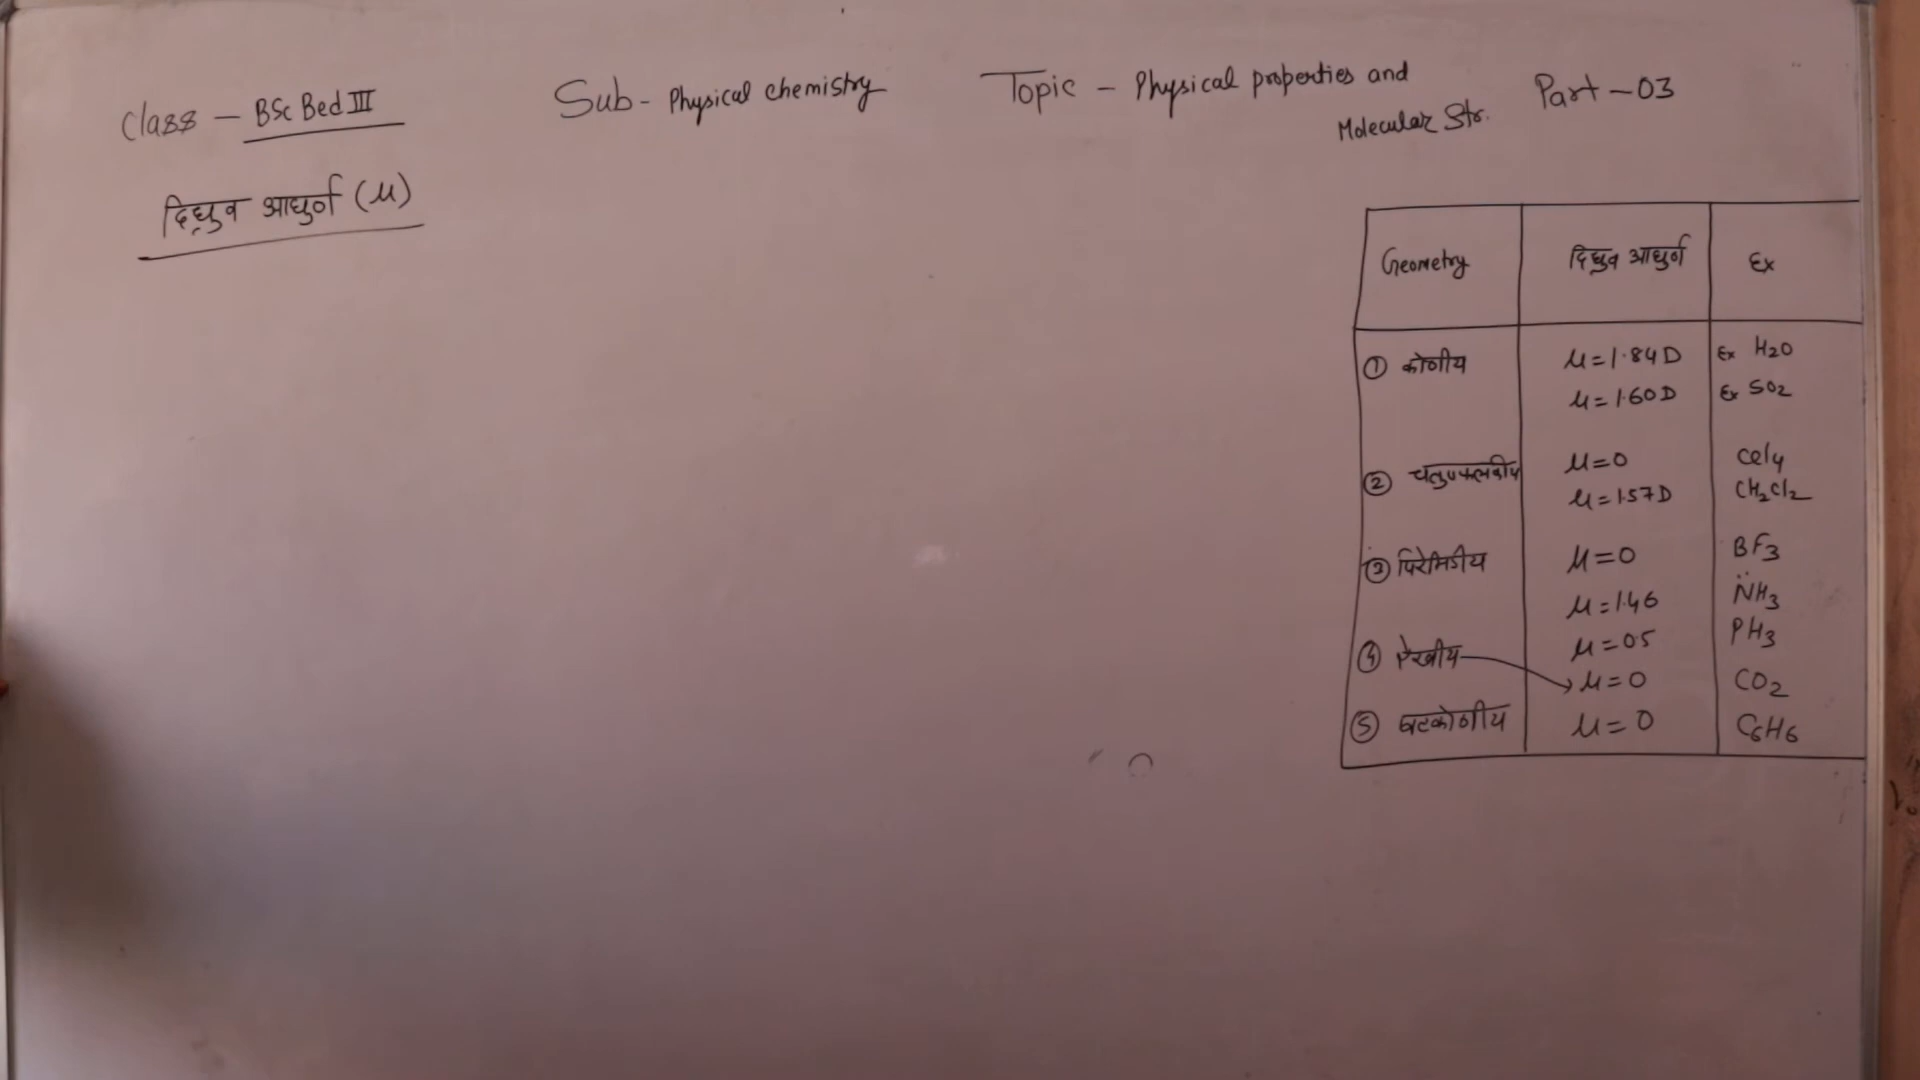 Class - BSc Bed III
Sub - Physical chemistry
Topic - Physical properties and
Molecular Str.
Part - 03
द्विध्रुव आघुर्ण (μ)
Geometry द्विध्रुव आघुर्ण Ex
① कोणीय μ = 1.84 D Ex H2O
μ = 1.60 D Ex SO2
② चतुष्फलकीय μ = 0 CCl4
μ = 1.57 D CH2Cl2
③ पिरेमिडीय μ = 0 BF3
μ = 1.46 N̈H3
μ = 0.5 PH3
④ रेखीय → μ = 0 CO2
⑤ षटकोणीय μ = 0 C6H6